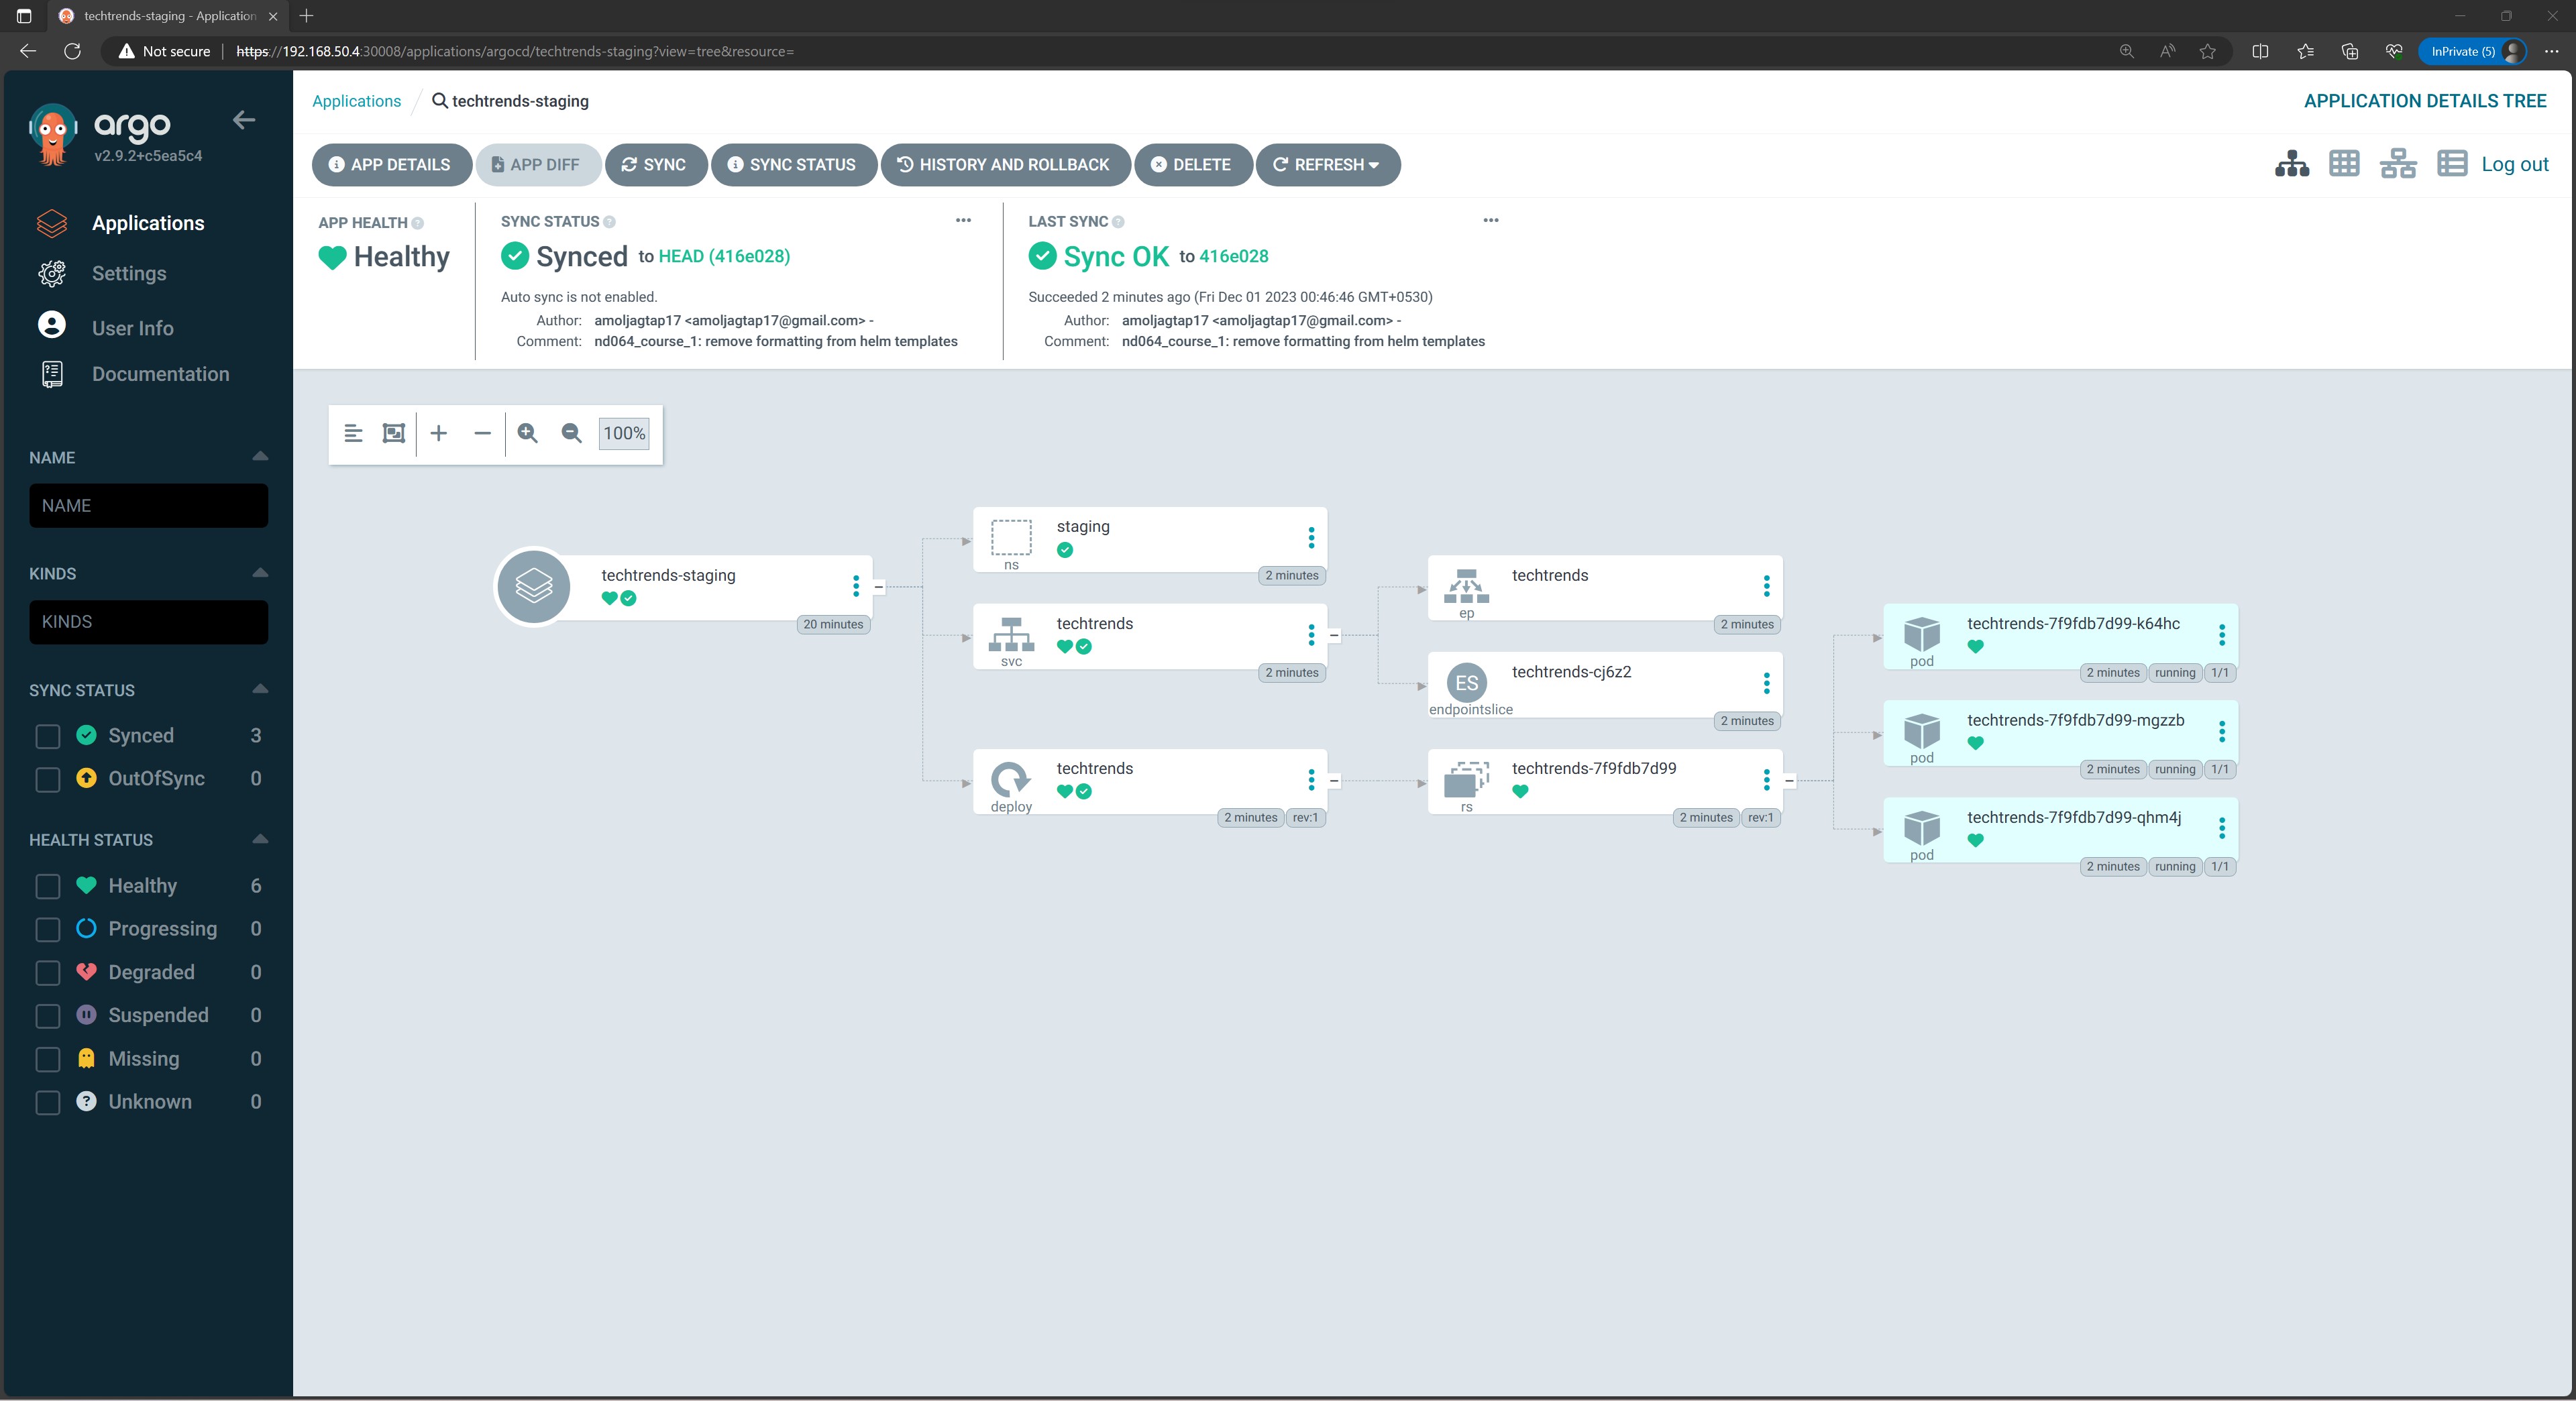 techtrends-staging - Application
Not secure
https://192.168.50.4:30008/applications/argocd/techtrends-staging?view=tree&resource=
InPrivate (5)
argo
v2.9.2+c5ea5c4
Applications
Settings
User Info
Documentation
NAME
NAME
KINDS
KINDS
SYNC STATUS
Synced 3
OutOfSync 0
HEALTH STATUS
Healthy 6
Progressing 0
Degraded 0
Suspended 0
Missing 0
Unknown 0
Applications / techtrends-staging
APPLICATION DETAILS TREE
APP DETAILS
APP DIFF
SYNC
SYNC STATUS
HISTORY AND ROLLBACK
DELETE
REFRESH
Log out
APP HEALTH
Healthy
SYNC STATUS
Synced to HEAD (416e028)
Auto sync is not enabled.
Author: amoljagtap17 <amoljagtap17@gmail.com> -
Comment: nd064_course_1: remove formatting from helm templates
LAST SYNC
Sync OK to 416e028
Succeeded 2 minutes ago (Fri Dec 01 2023 00:46:46 GMT+0530)
Author: amoljagtap17 <amoljagtap17@gmail.com> -
Comment: nd064_course_1: remove formatting from helm templates
100%
techtrends-staging
20 minutes
staging
ns
2 minutes
techtrends
svc
2 minutes
techtrends
deploy
2 minutes rev:1
techtrends
ep
2 minutes
ES
techtrends-cj6z2
endpointslice
2 minutes
techtrends-7f9fdb7d99
rs
2 minutes rev:1
techtrends-7f9fdb7d99-k64hc
pod
2 minutes running 1/1
techtrends-7f9fdb7d99-mgzzb
pod
2 minutes running 1/1
techtrends-7f9fdb7d99-qhm4j
pod
2 minutes running 1/1